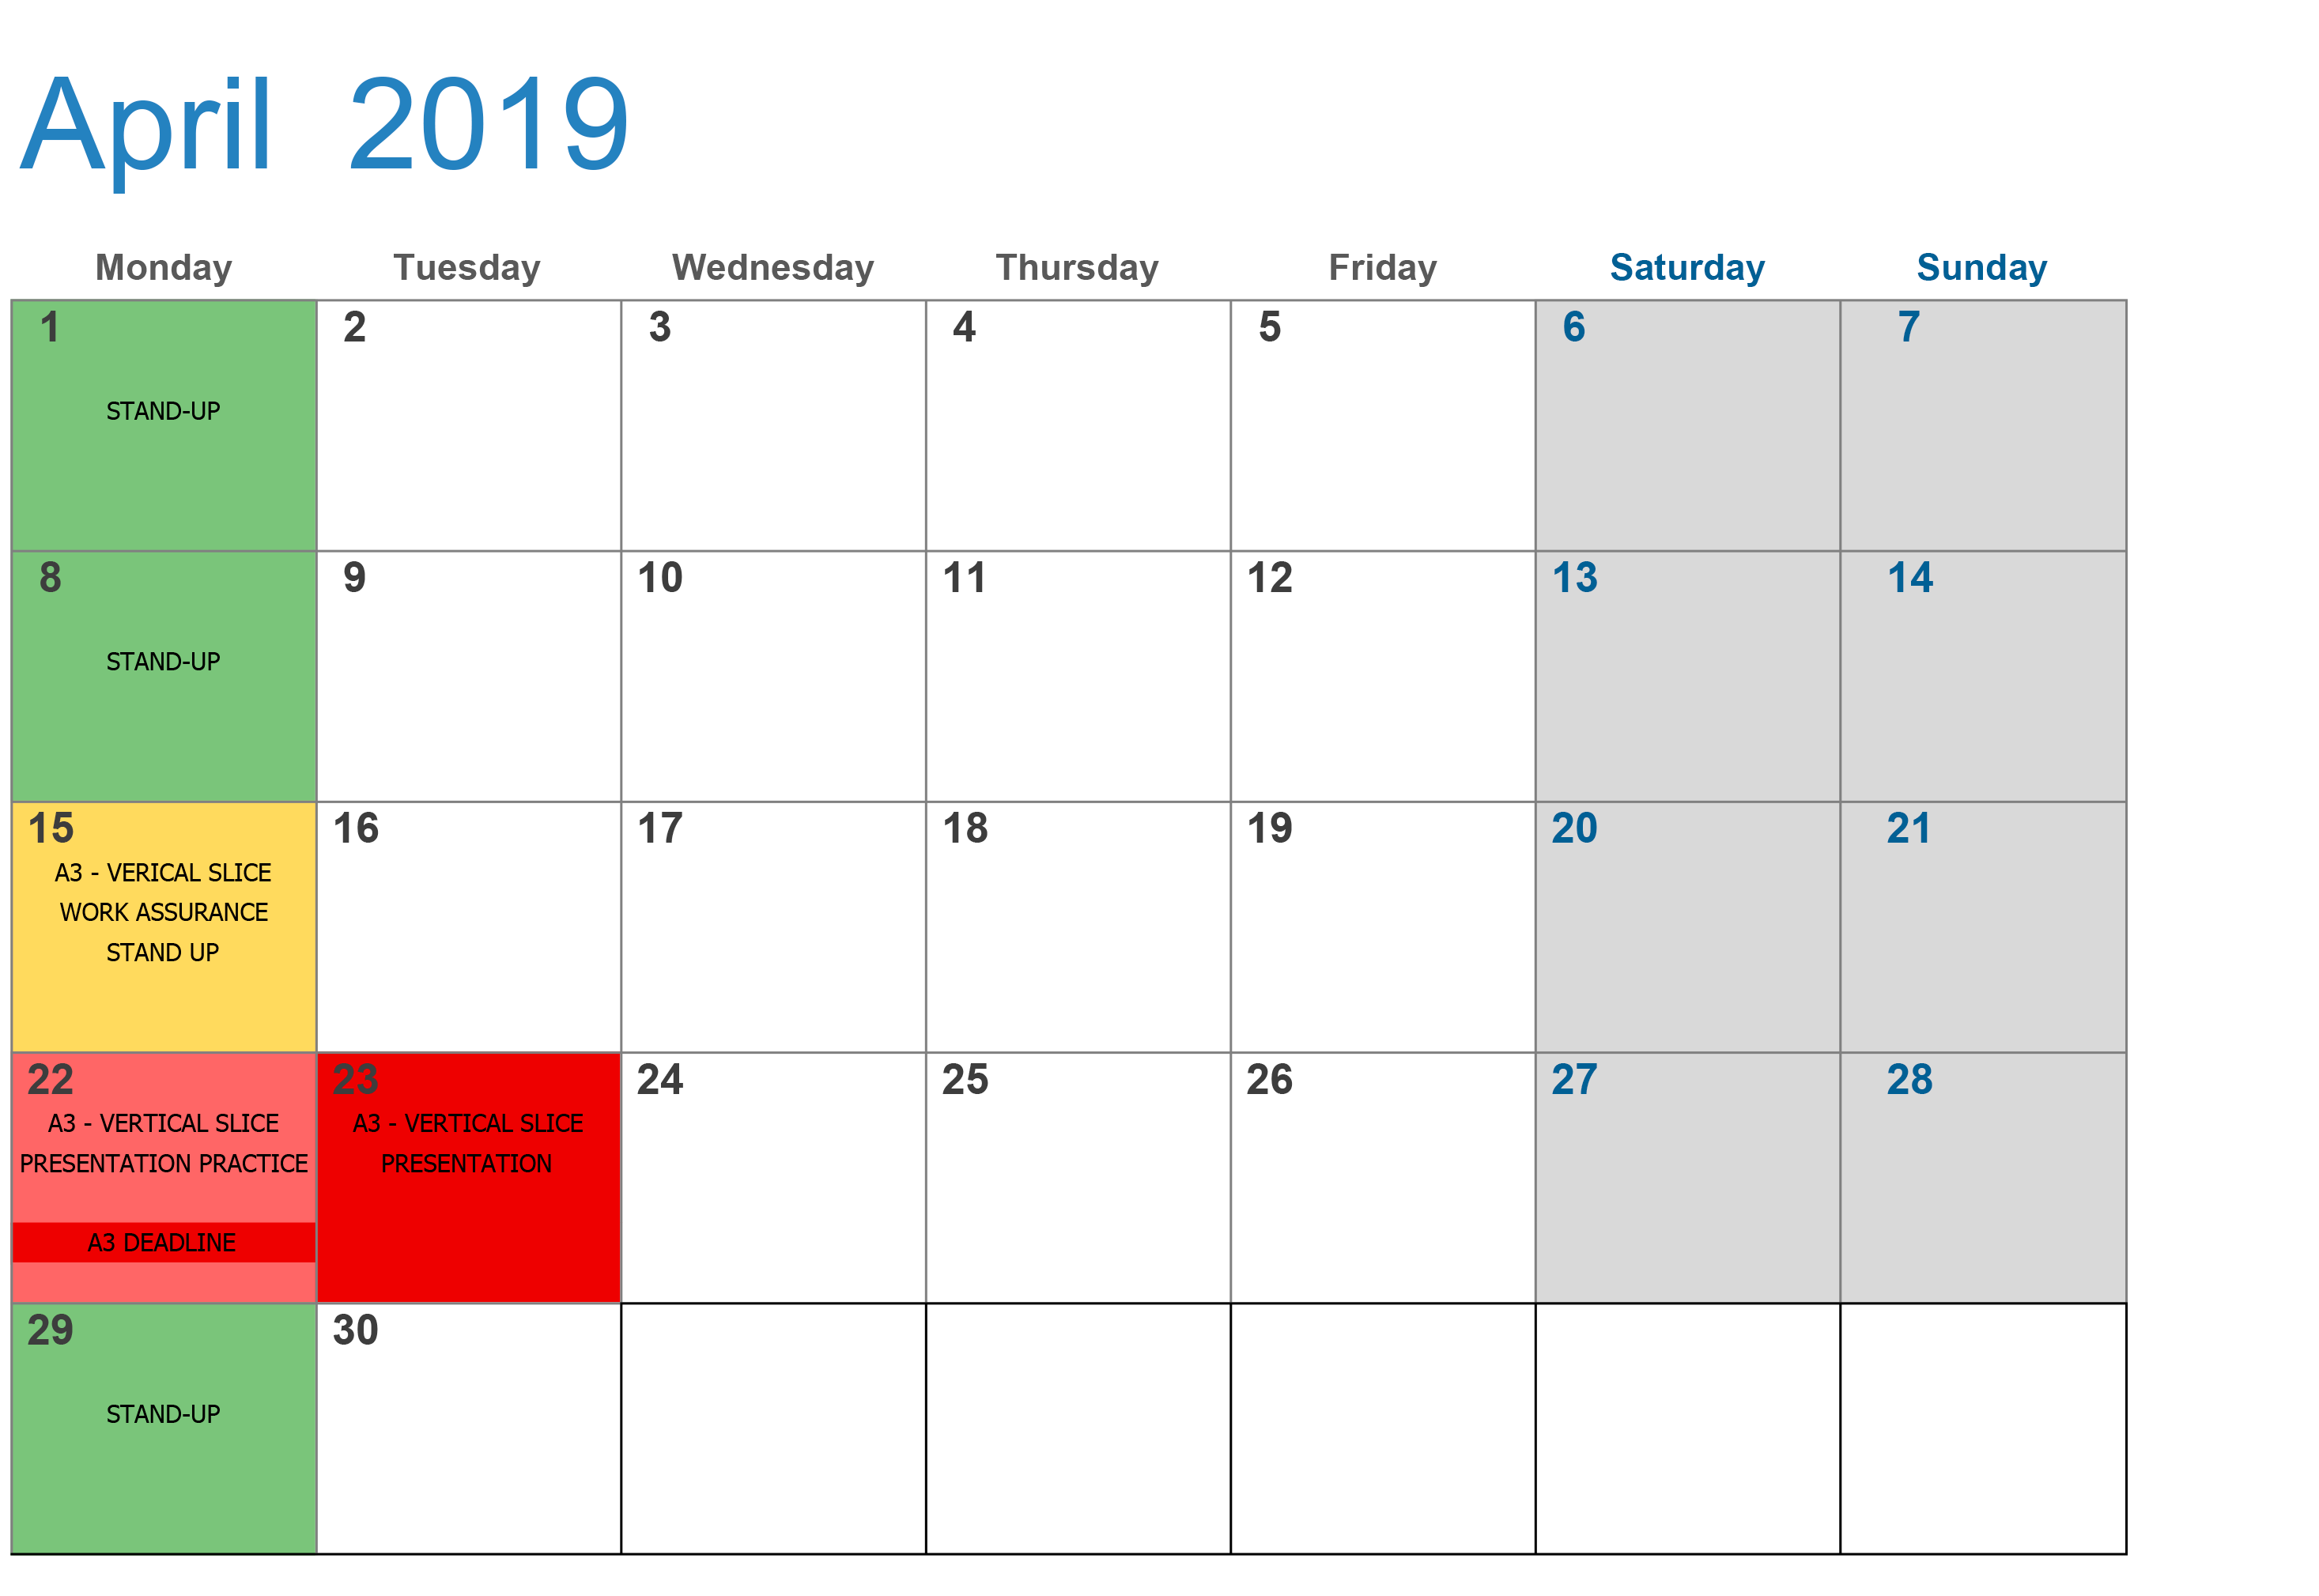 April 2019
Monday Tuesday Wednesday Thursday Friday Saturday Sunday
1 2 3 4 5 6 7
STAND-UP
8 9 10 11 12 13 14
STAND-UP
15 16 17 18 19 20 21
A3 - VERICAL SLICE
WORK ASSURANCE
STAND UP
22 23 24 25 26 27 28
A3 - VERTICAL SLICE
PRESENTATION PRACTICE
A3 DEADLINE
A3 - VERTICAL SLICE
PRESENTATION
29 30
STAND-UP